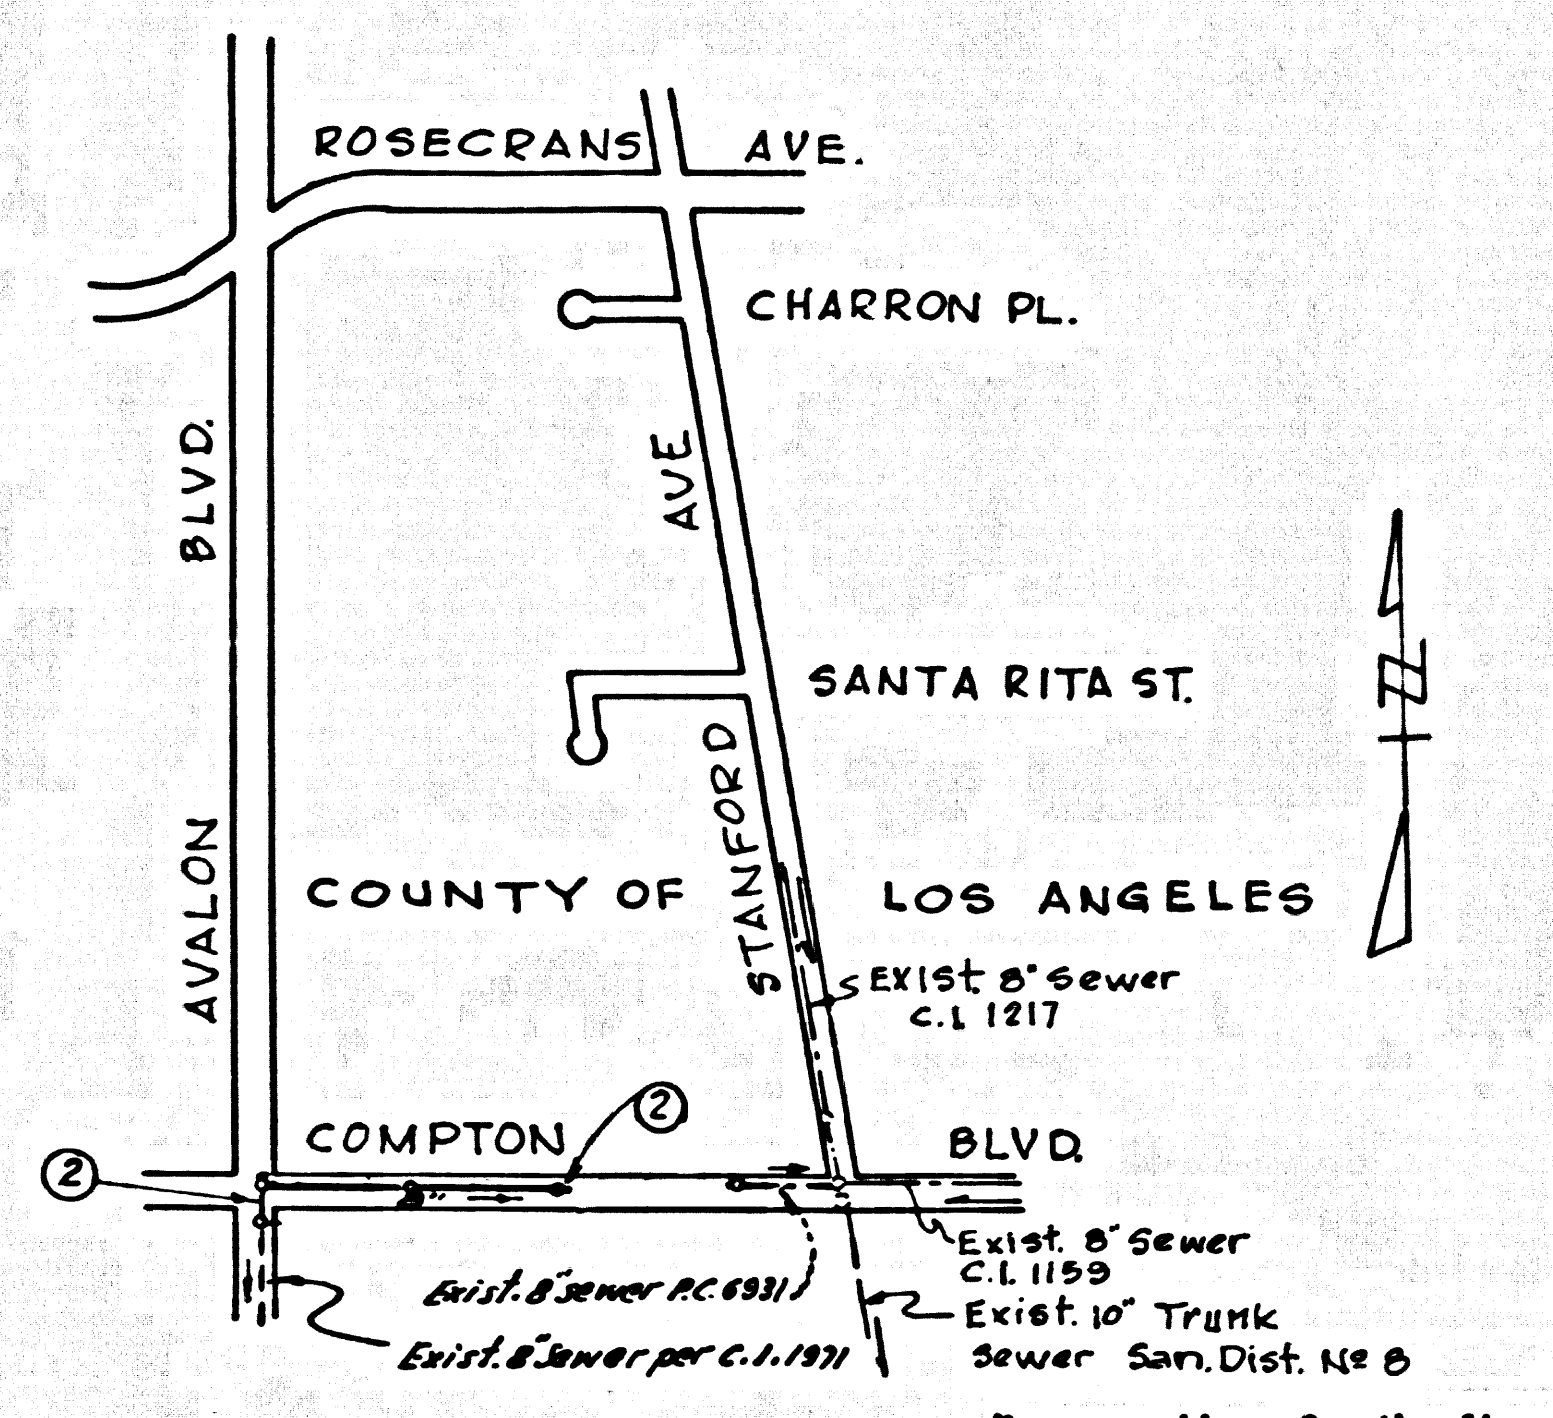 ROSECRANS AVE.
CHARRON PL.
BLVD.
AVE
N
SANTA RITA ST.
STANFORD
AVALON
COUNTY OF LOS ANGELES
EXIST. 8" Sewer
C.I. 1217
2
COMPTON BLVD.
2
8"
Exist. 8" Sewer
C.I. 1159
Exist. 8" Sewer P.C. 6931
Exist. 10" Trunk
Sewer San. Dist. Nº 8
Exist. 8" Sewer per C.I. 1971